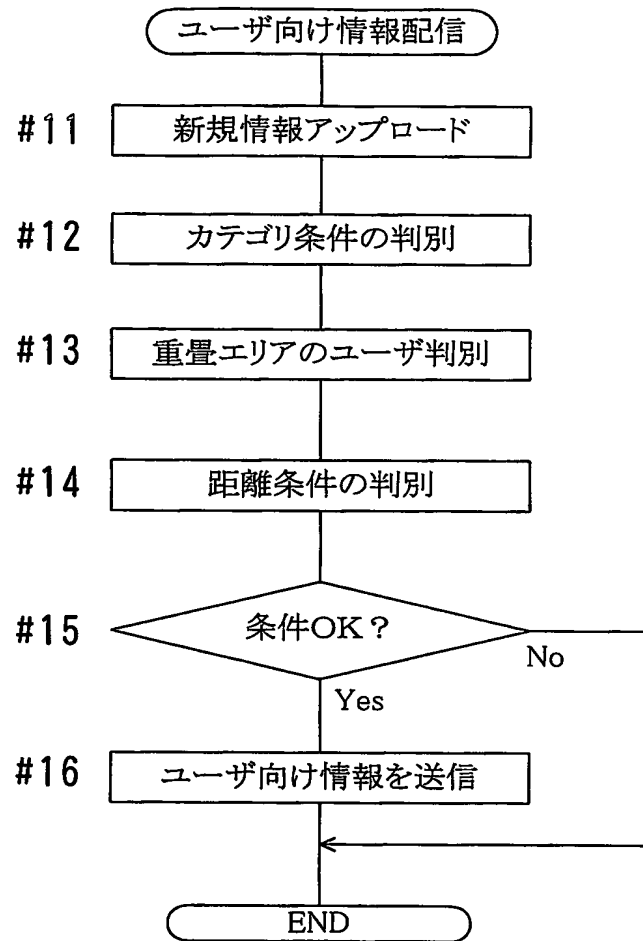 ユーザ向け情報配信
#11 新規情報アップロード
#12 カテゴリ条件の判別
#13 重畳エリアのユーザ判別
#14 距離条件の判別
#15 条件OK？
No
Yes
#16 ユーザ向け情報を送信
END